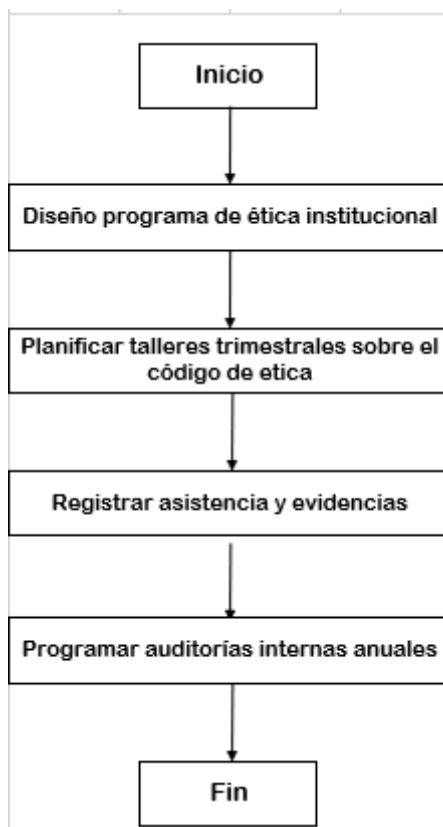 Inicio
Diseño programa de ética institucional
Planificar talleres trimestrales sobre el
código de etica
Registrar asistencia y evidencias
Programar auditorías internas anuales
Fin